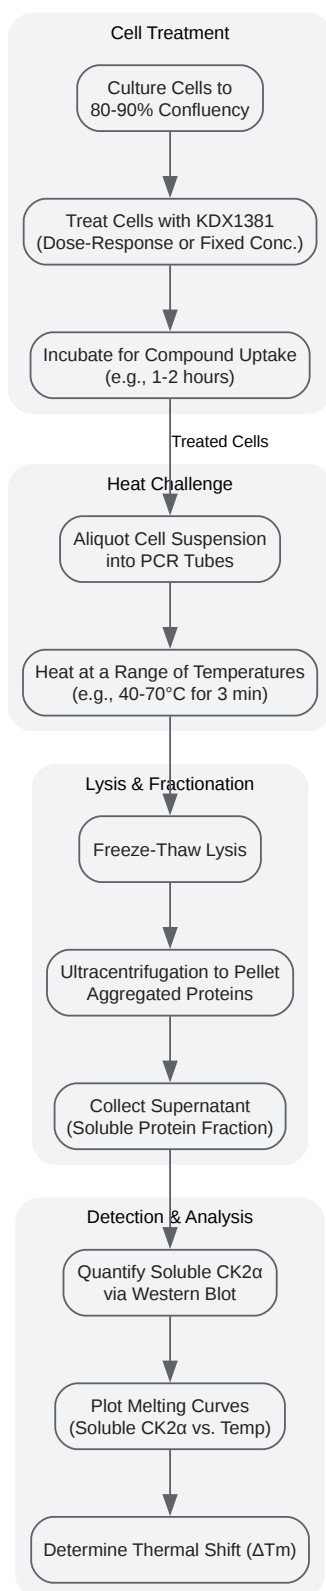 Cell Treatment
Culture Cells to
80-90% Confluency
Treat Cells with KDX1381
(Dose-Response or Fixed Conc.)
Incubate for Compound Uptake
(e.g., 1-2 hours)
Treated Cells
Heat Challenge
Aliquot Cell Suspension
into PCR Tubes
Heat at a Range of Temperatures
(e.g., 40-70°C for 3 min)
Lysis & Fractionation
Freeze-Thaw Lysis
Ultracentrifugation to Pellet
Aggregated Proteins
Collect Supernatant
(Soluble Protein Fraction)
Detection & Analysis
Quantify Soluble CK2α
via Western Blot
Plot Melting Curves
(Soluble CK2α vs. Temp)
Determine Thermal Shift (ΔTm)